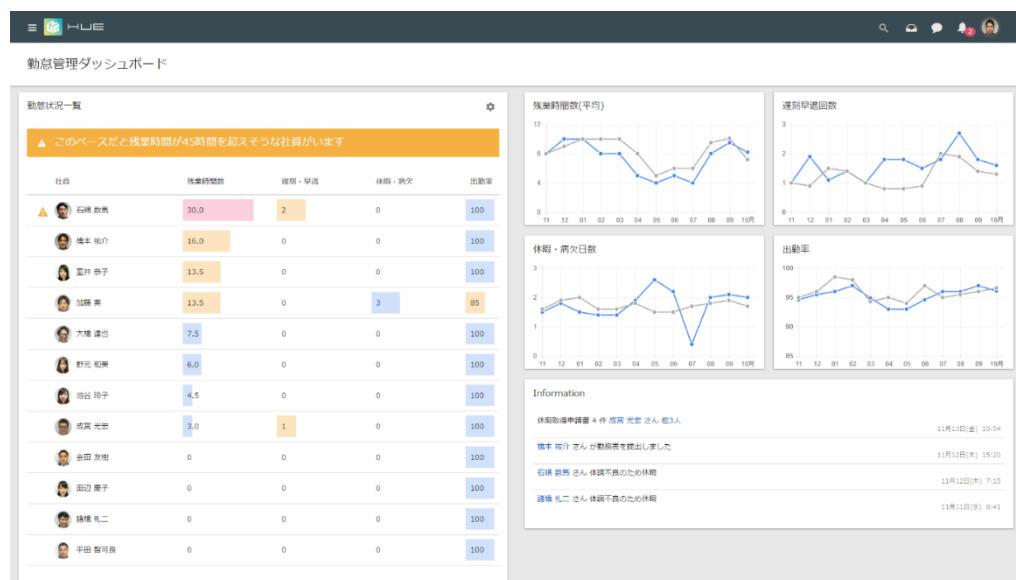 HUE
2
勤怠管理ダッシュボード
勤怠状況一覧
このペースだと残業時間が45時間を超えそうな社員がいます
社員 残業時間数 遅刻・早退 休暇・病欠 出勤率
石綿 数馬 30.0 2 0 100
橋本 祐介 16.0 0 0 100
室井 恭子 13.5 0 0 100
加藤 実 13.5 0 3 85
大橋 達也 7.5 0 0 100
野元 和美 6.0 0 0 100
池谷 玲子 4.5 0 0 100
成宮 光宏 3.0 1 0 100
会田 友樹 0 0 0 100
田辺 慶子 0 0 0 100
諸橋 礼二 0 0 0 100
平田 智可良 0 0 0 100
残業時間数(平均)
12
8
4
0
11 12 01 02 03 04 05 06 07 08 09 10月
遅刻早退回数
3
2
1
0
11 12 01 02 03 04 05 06 07 08 09 10月
休暇・病欠日数
3
2
1
0
11 12 01 02 03 04 05 06 07 08 09 10月
出勤率
100
95
90
85
11 12 01 02 03 04 05 06 07 08 09 10月
Information
休暇取得申請書 4 件 成宮 光宏 さん 他3人
11月13日(金) 10:54
橋本 祐介 さん が勤務表を提出しました
11月12日(木) 15:20
石綿 数馬 さん 体調不良のため休暇
11月12日(木) 7:15
諸橋 礼二 さん 体調不良のため休暇
11月11日(水) 8:41